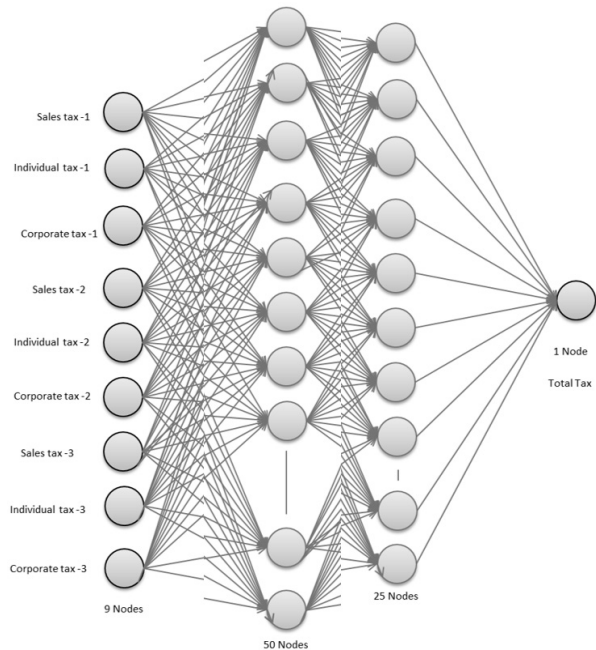 Sales tax -1
Individual tax -1
Corporate tax -1
Sales tax -2
Individual tax -2
Corporate tax -2
Sales tax -3
Individual tax -3
Corporate tax -3
9 Nodes
50 Nodes
25 Nodes
1 Node
Total Tax